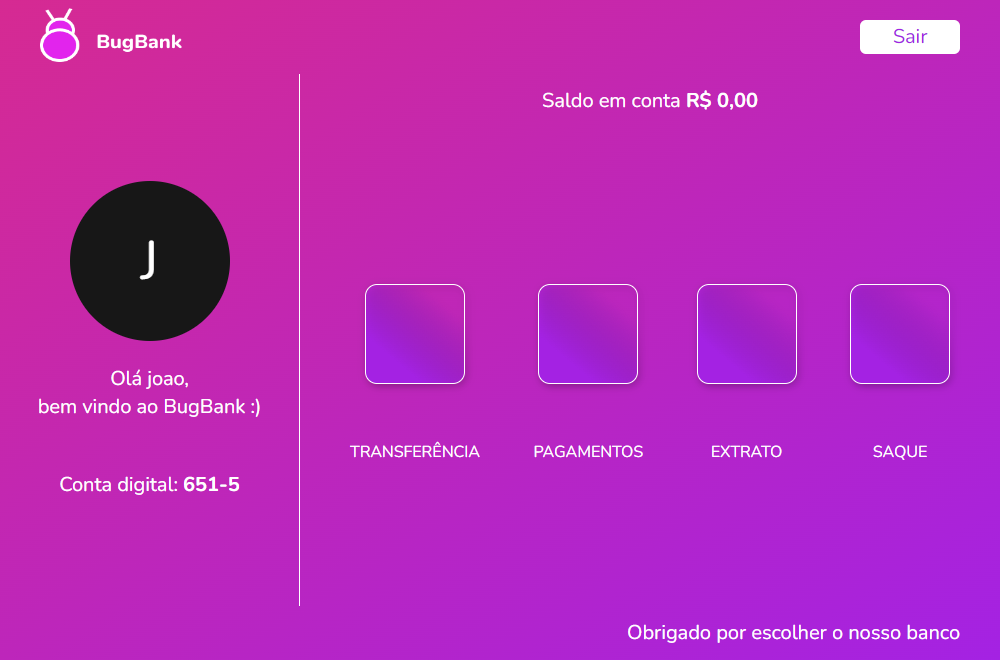 BugBank
Sair
Saldo em conta R$ 0,00
J
Olá joao,
bem vindo ao BugBank :)
Conta digital: 651-5
TRANSFERÊNCIA
PAGAMENTOS
EXTRATO
SAQUE
Obrigado por escolher o nosso banco